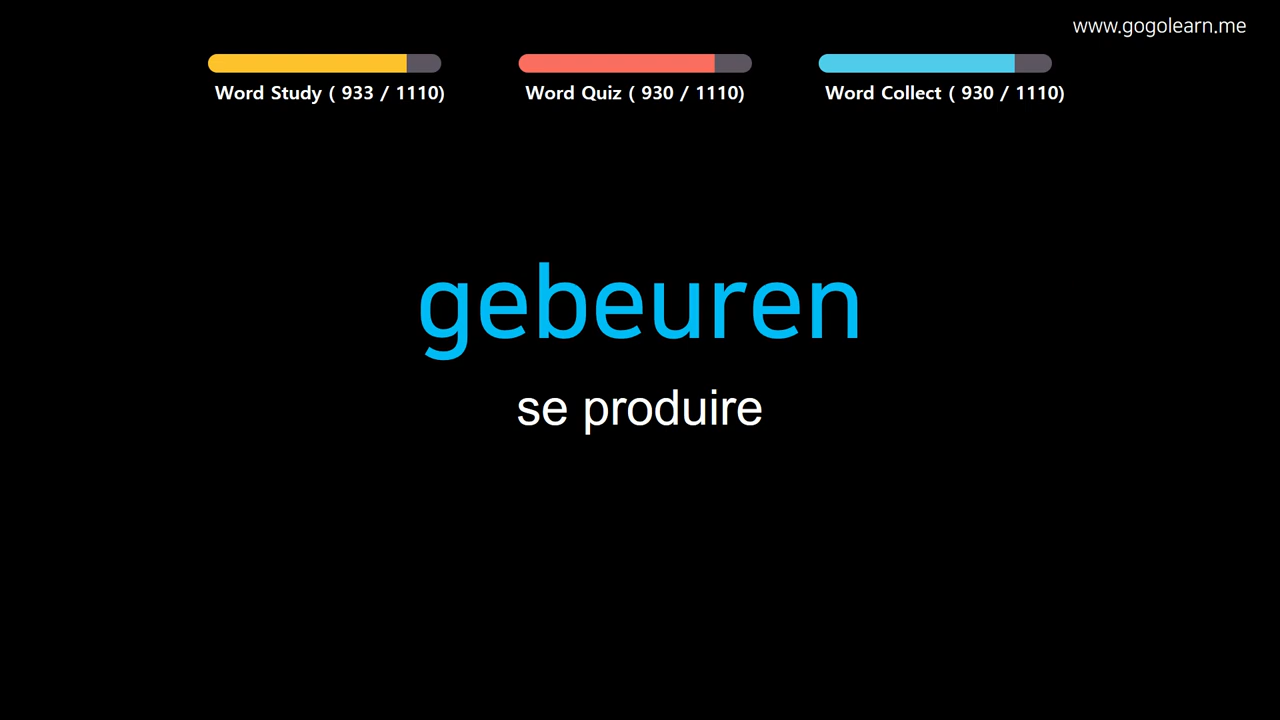 www.gogolearn.me
Word Study ( 933 / 1110)
Word Quiz ( 930 / 1110)
Word Collect ( 930 / 1110)
gebeuren
se produire